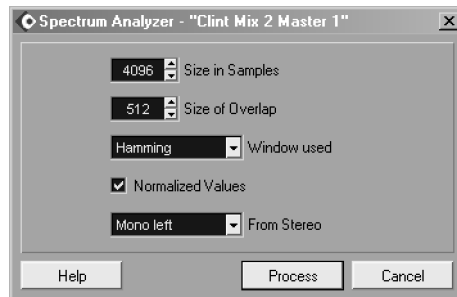 Spectrum Analyzer - "Clint Mix 2 Master 1"
4096 Size in Samples
512 Size of Overlap
Hamming Window used
Normalized Values
Mono left From Stereo
Help Process Cancel